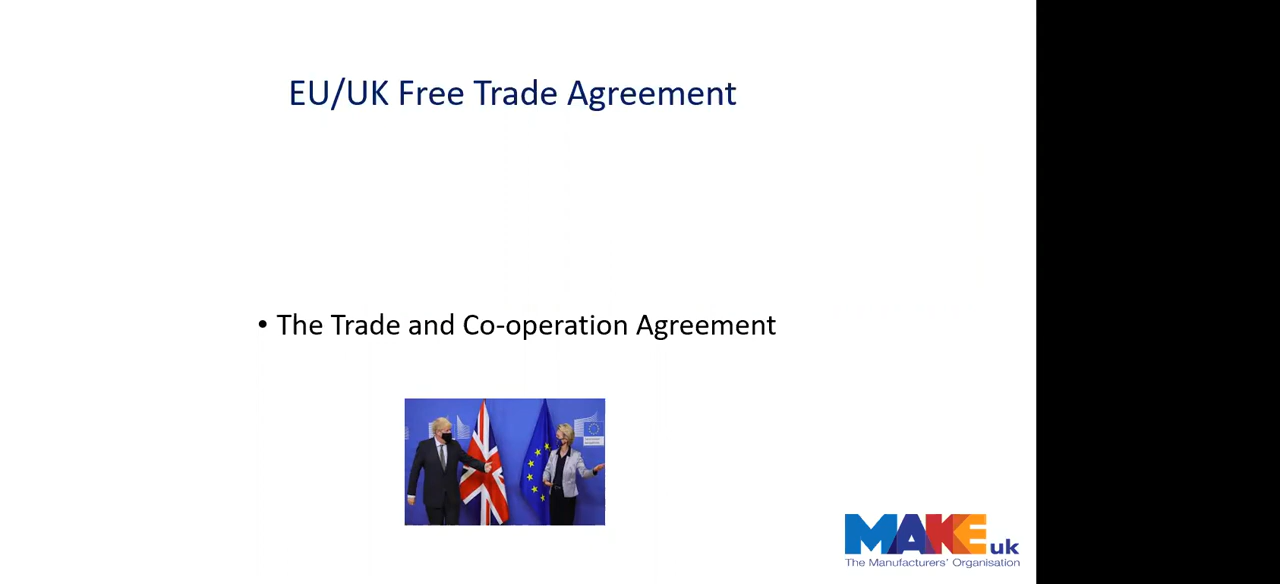 EU/UK Free Trade Agreement
• The Trade and Co-operation Agreement
MAKE uk
The Manufacturers' Organisation